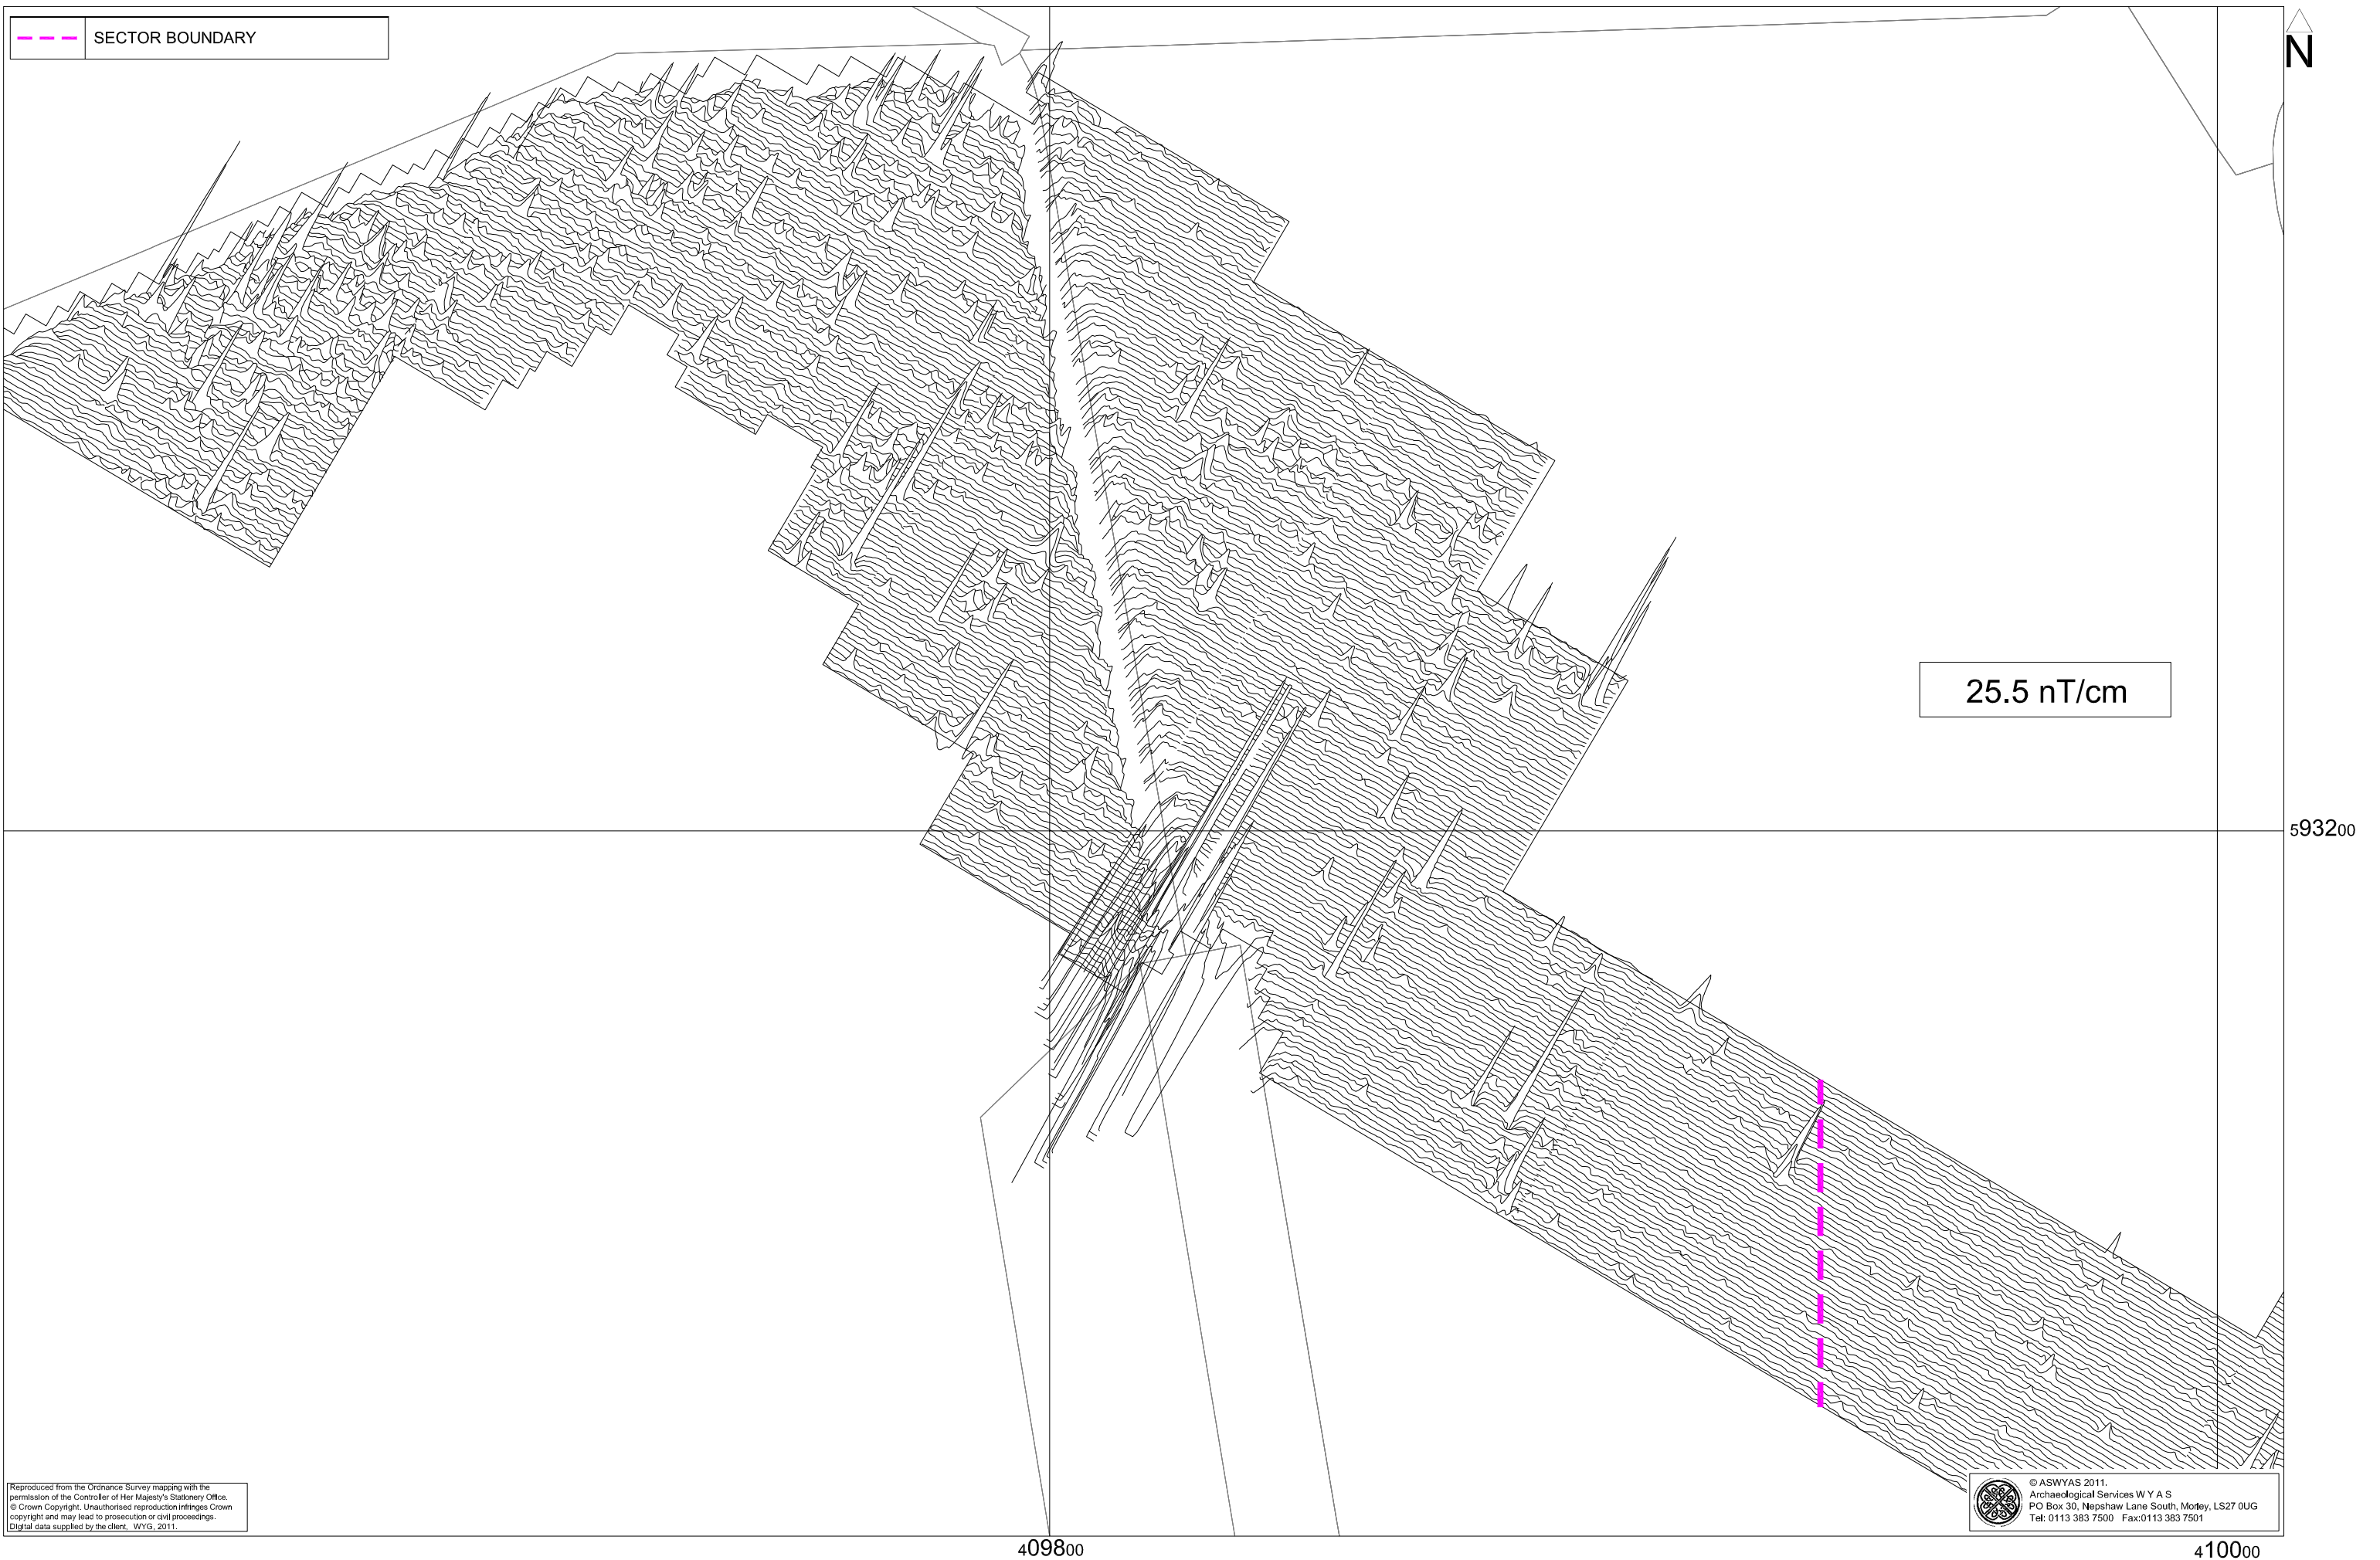 SECTOR BOUNDARY
N
25.5 nT/cm
593200
Reproduced from the Ordnance Survey mapping with the
permission of the Controller of Her Majesty's Stationery Office.
© Crown Copyright. Unauthorised reproduction infringes Crown
copyright and may lead to prosecution or civil proceedings.
Digital data supplied by the client, WYG, 2011.
© ASWYAS 2011.
Archaeological Services W Y A S
PO Box 30, Nepshaw Lane South, Morley, LS27 0UG
Tel: 0113 383 7500 Fax:0113 383 7501
409800
410000